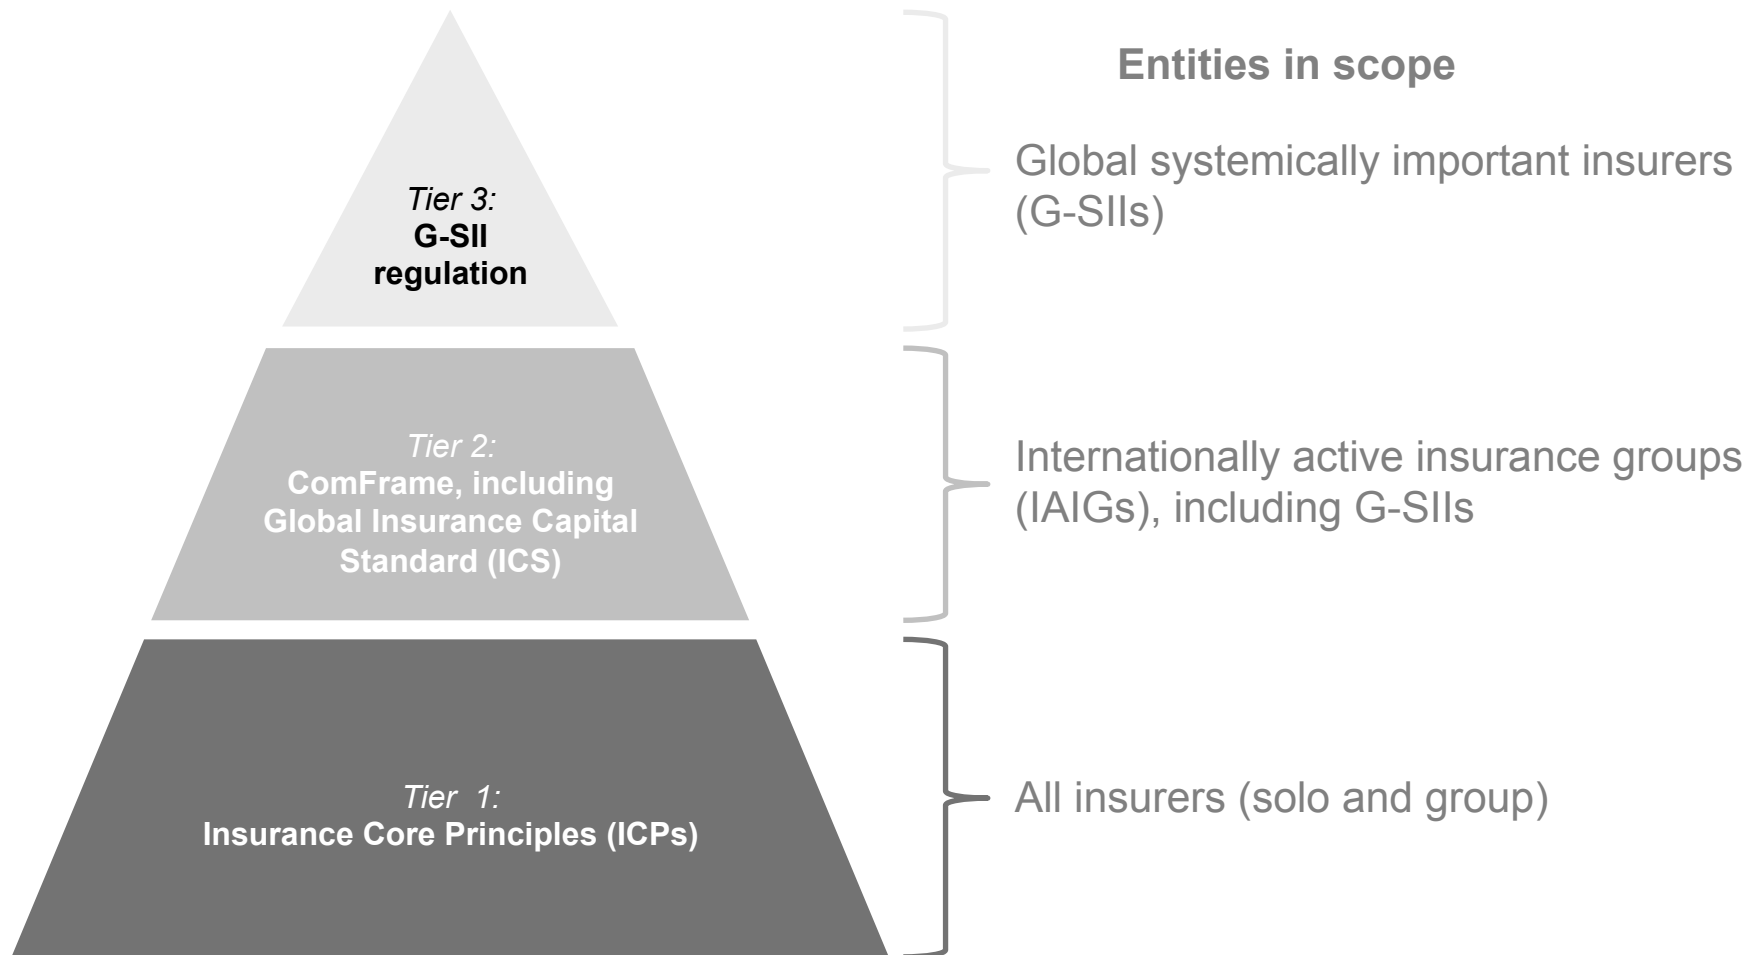 Entities in scope
Tier 3:
G-SII
regulation
Global systemically important insurers
(G-SIIs)
Tier 2:
ComFrame, including
Global Insurance Capital
Standard (ICS)
Internationally active insurance groups
(IAIGs), including G-SIIs
Tier 1:
Insurance Core Principles (ICPs)
All insurers (solo and group)